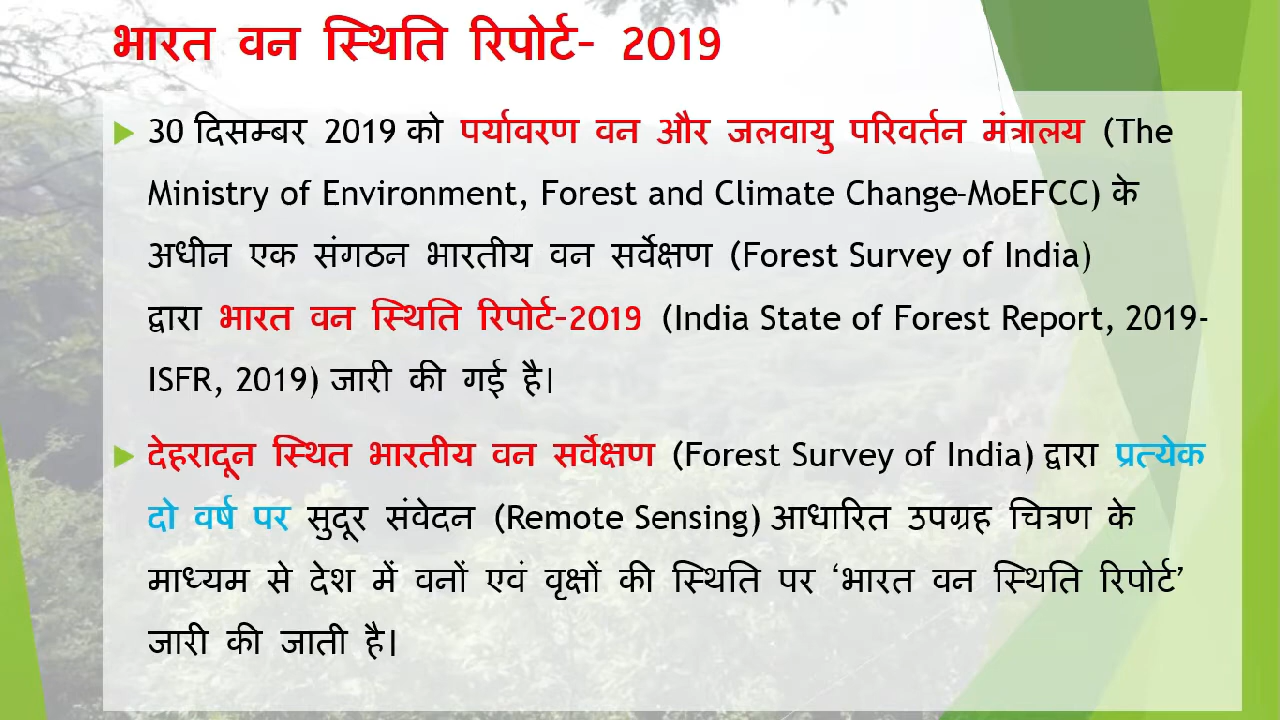 भारत वन स्थिति रिपोर्ट- 2019
30 दिसम्बर 2019 को पर्यावरण वन और जलवायु परिवर्तन मंत्रालय (The
Ministry of Environment, Forest and Climate Change-MoEFCC) के
अधीन एक संगठन भारतीय वन सर्वेक्षण (Forest Survey of India)
द्वारा भारत वन स्थिति रिपोर्ट-2019 (India State of Forest Report, 2019-
ISFR, 2019) जारी की गई है।
देहरादून स्थित भारतीय वन सर्वेक्षण (Forest Survey of India) द्वारा प्रत्येक
दो वर्ष पर सुदूर संवेदन (Remote Sensing) आधारित उपग्रह चित्रण के
माध्यम से देश में वनों एवं वृक्षों की स्थिति पर ‘भारत वन स्थिति रिपोर्ट’
जारी की जाती है।